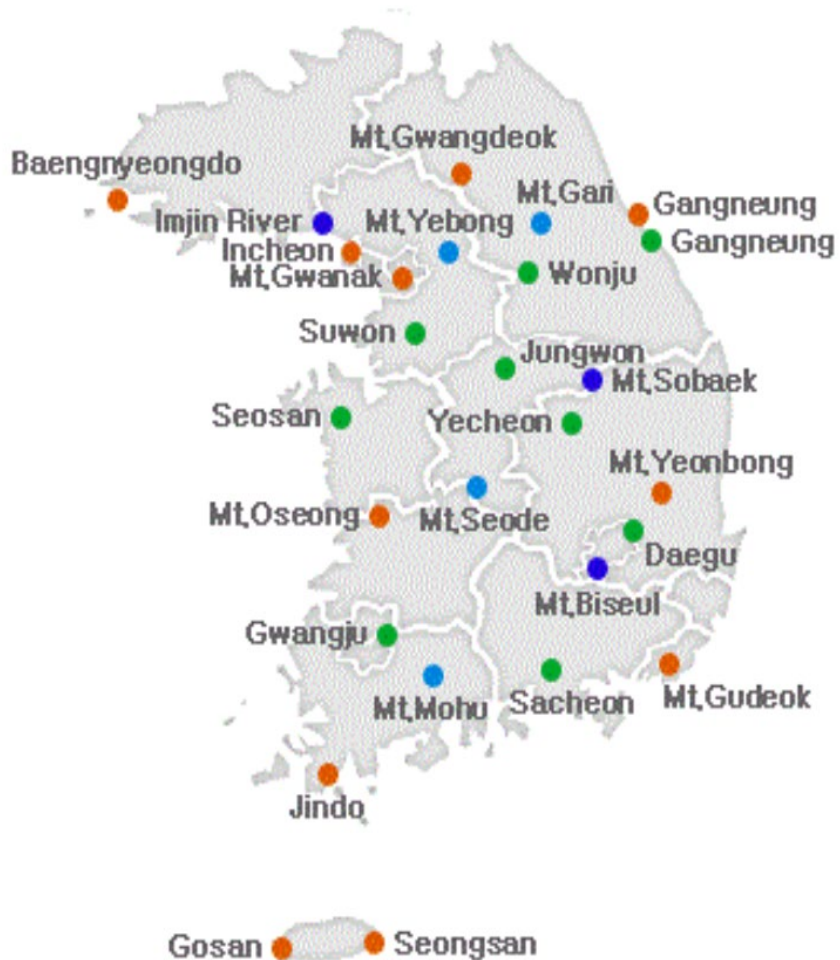 Mt,Gwangdeok
Baengnyeongdo
Mt,Gari
Gangneung
Imjin River
Mt,Yebong
Gangneung
Incheon
Mt,Gwanak
Wonju
Suwon
Jungwon
Mt,Sobaek
Seosan
Yecheon
Mt,Yeonbong
Mt,Oseong
Mt,Seode
Daegu
Mt,Biseul
Gwangju
Mt,Mohu
Sacheon
Mt,Gudeok
Jindo
Gosan
Seongsan